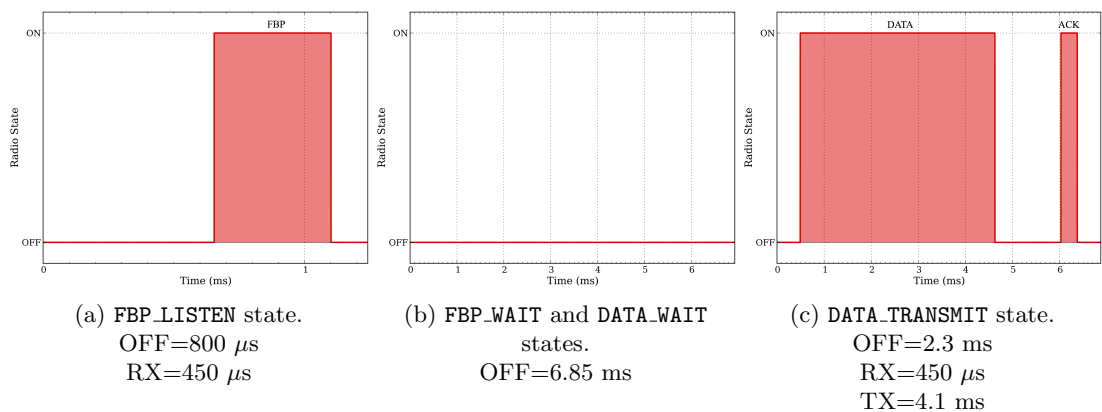 FBP
ON
Radio State
OFF
0
1
Time (ms)
(a) FBP_LISTEN state.
OFF=800 μs
RX=450 μs
ON
Radio State
OFF
0 1 2 3 4 5 6
Time (ms)
(b) FBP_WAIT and DATA_WAIT
states.
OFF=6.85 ms
DATA ACK
ON
Radio State
OFF
0 1 2 3 4 5 6
Time (ms)
(c) DATA_TRANSMIT state.
OFF=2.3 ms
RX=450 μs
TX=4.1 ms